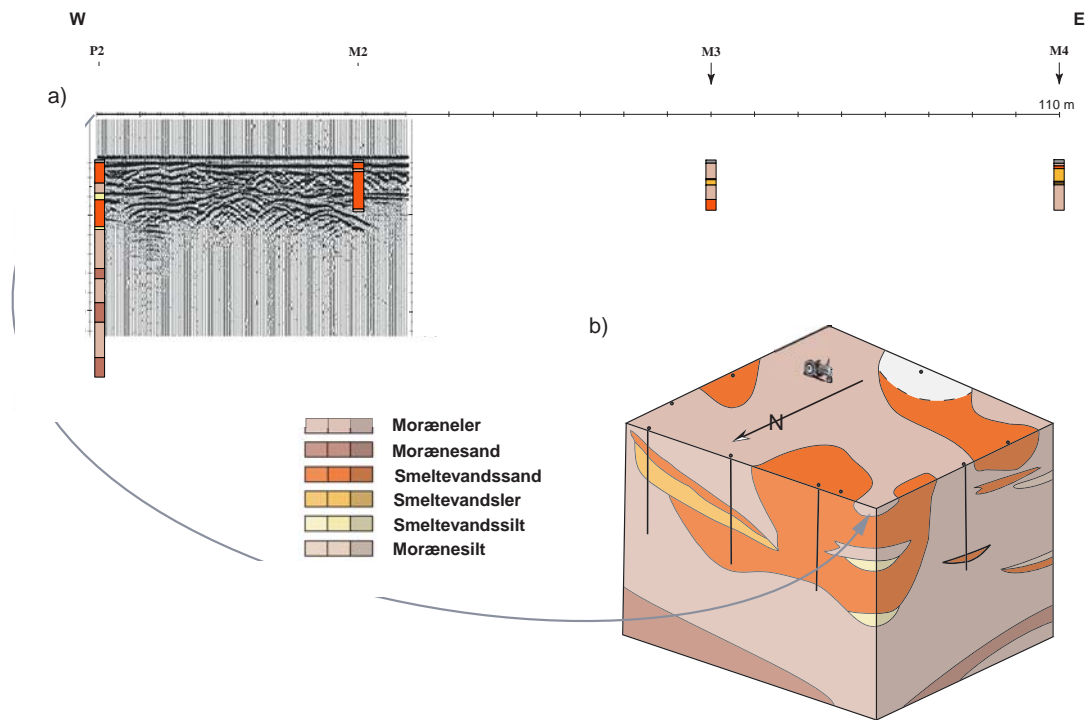 W
E
P2
M2
M3
M4
a)
110 m
b)
N
Moræneler
Morænesand
Smeltevandssand
Smeltevandsler
Smeltevandssilt
Morænesilt